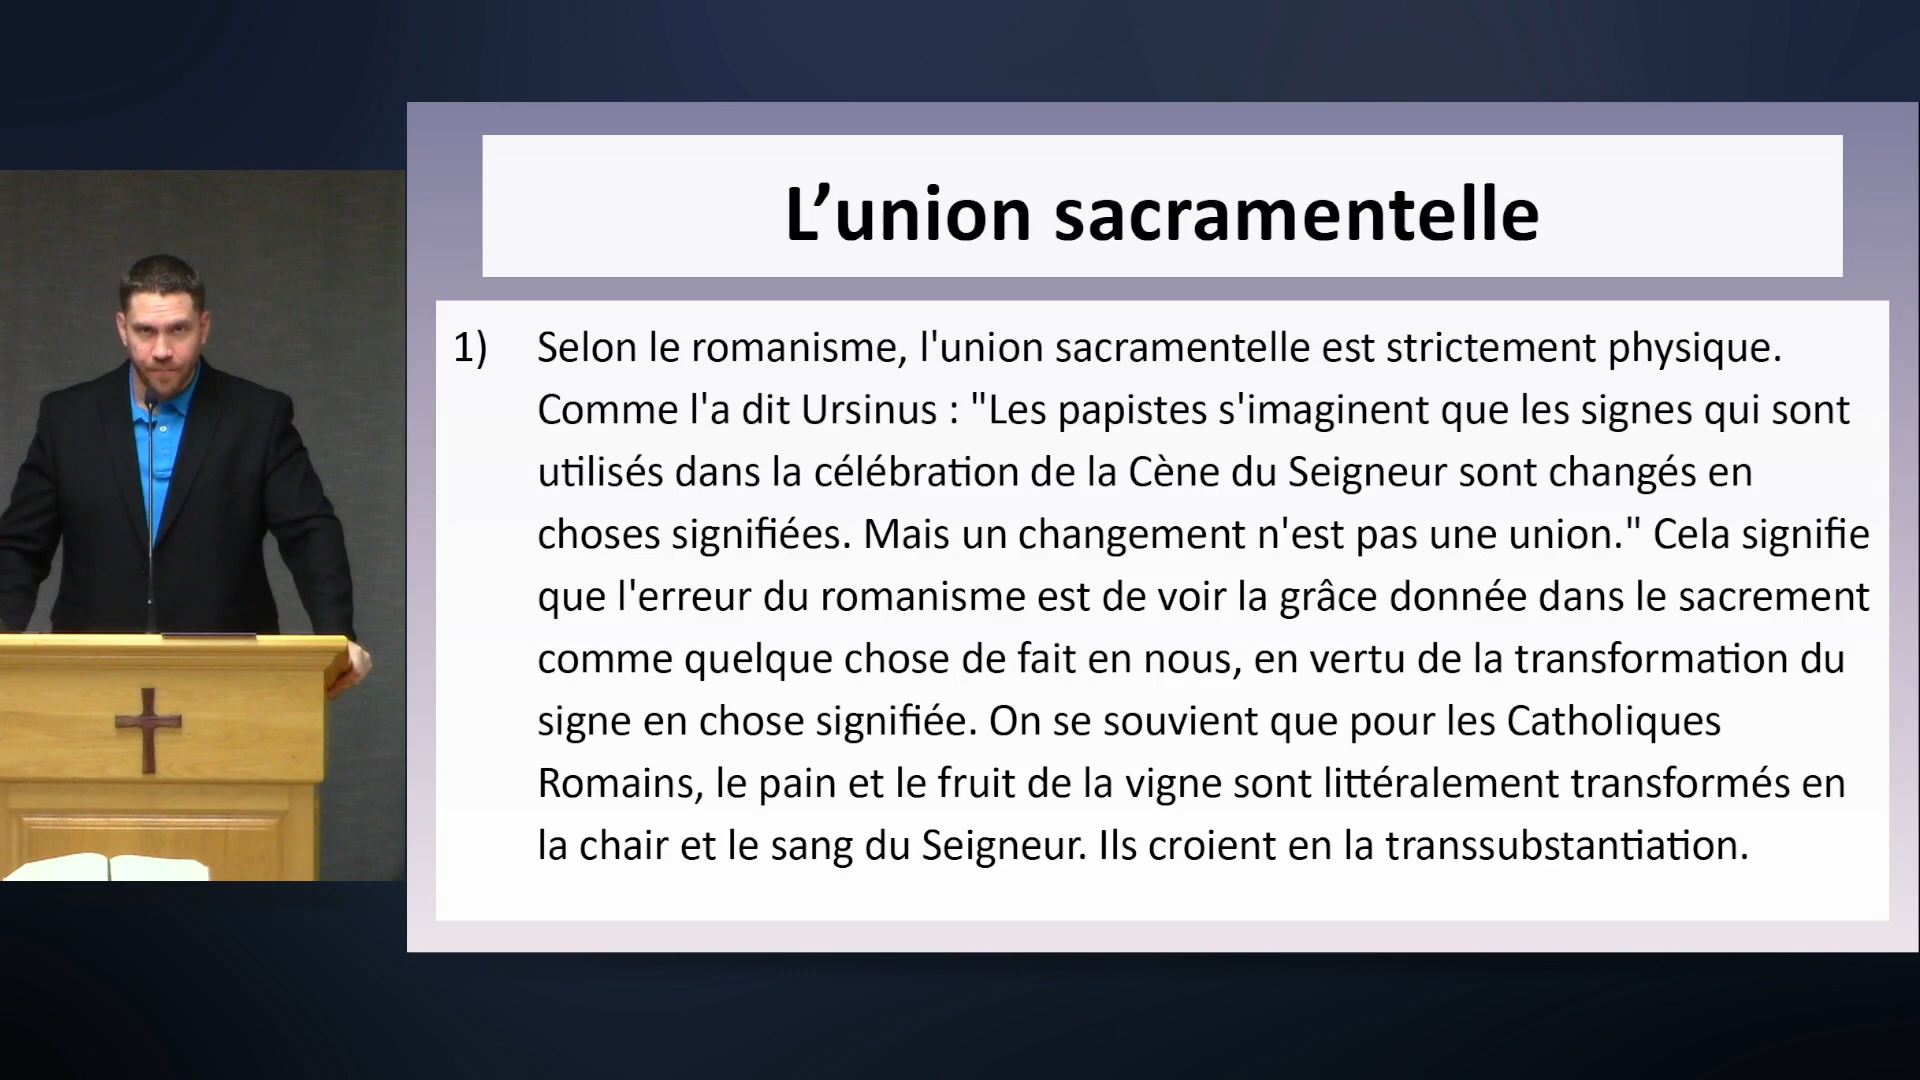 L’union sacramentelle
1) Selon le romanisme, l'union sacramentelle est strictement physique.
Comme l'a dit Ursinus : "Les papistes s'imaginent que les signes qui sont
utilisés dans la célébration de la Cène du Seigneur sont changés en
choses signifiées. Mais un changement n'est pas une union." Cela signifie
que l'erreur du romanisme est de voir la grâce donnée dans le sacrement
comme quelque chose de fait en nous, en vertu de la transformation du
signe en chose signifiée. On se souvient que pour les Catholiques
Romains, le pain et le fruit de la vigne sont littéralement transformés en
la chair et le sang du Seigneur. Ils croient en la transsubstantiation.